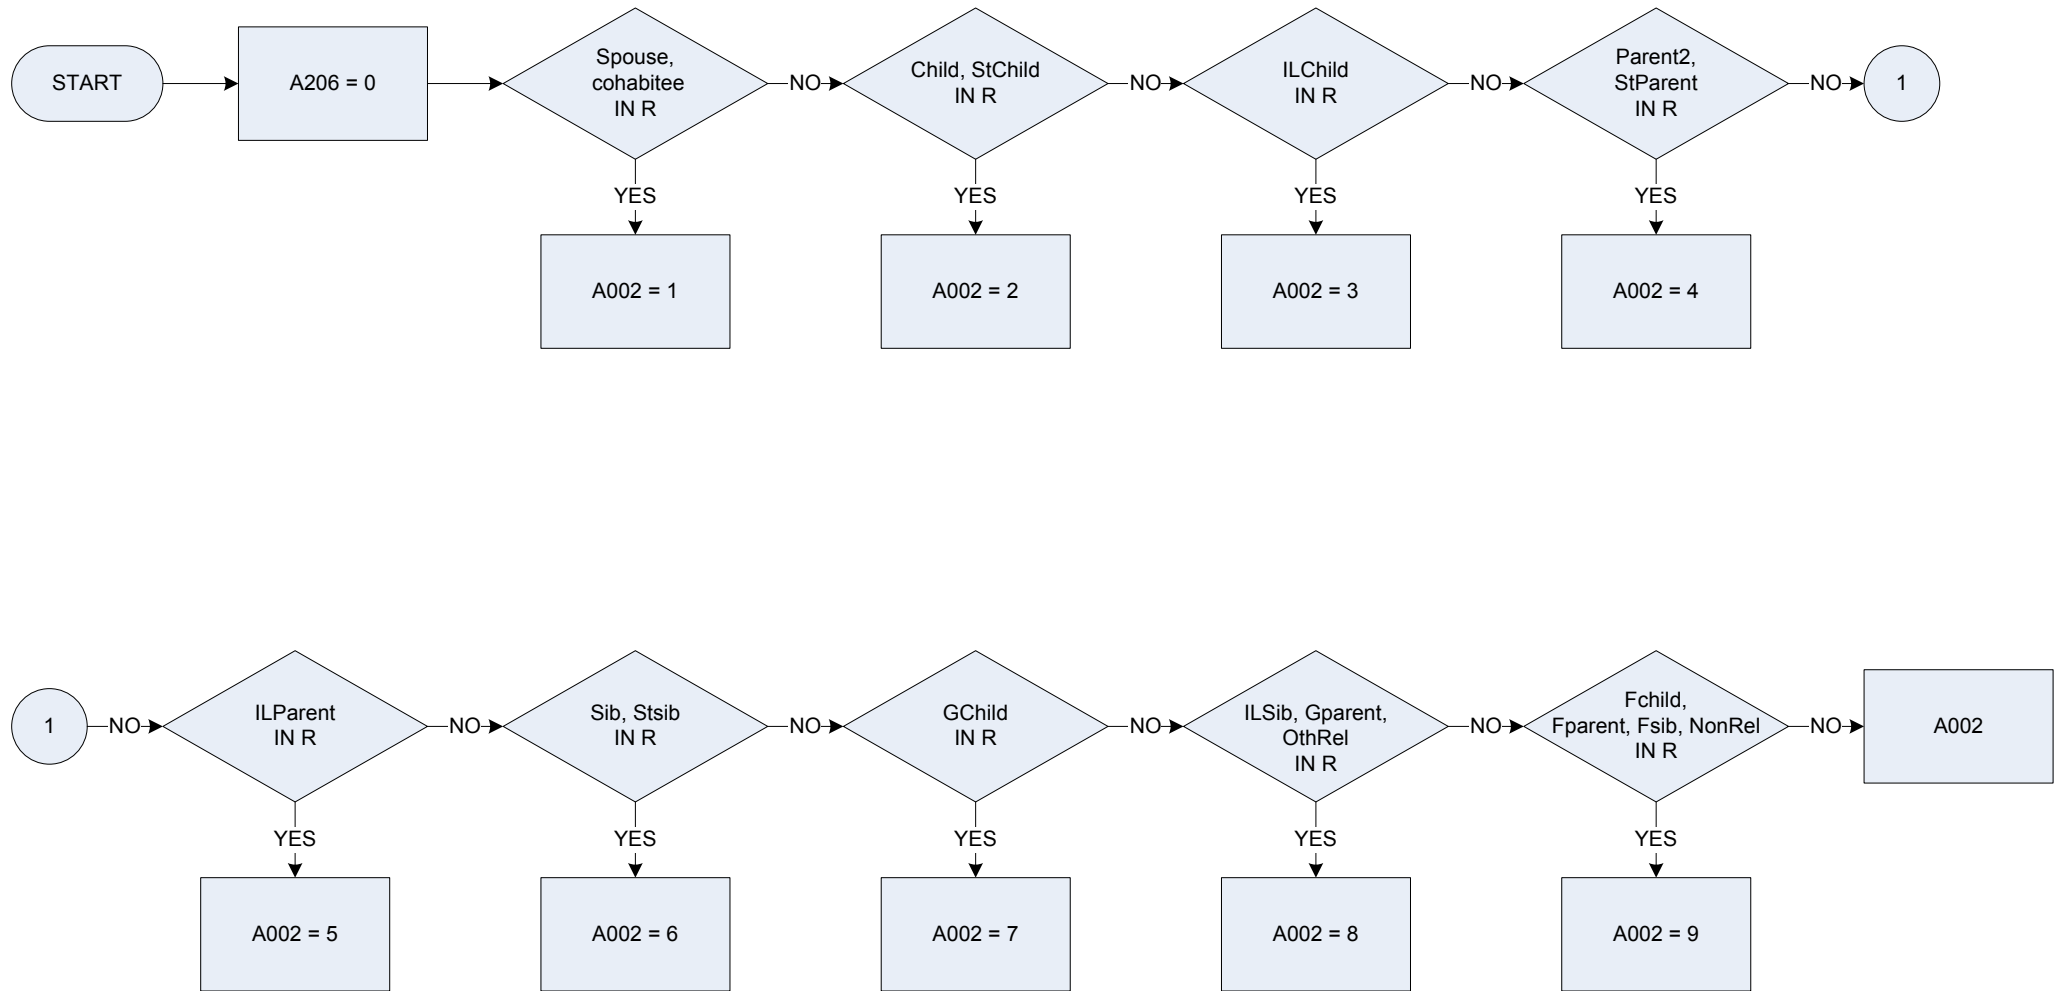 START
A206 = 0
Spouse,
cohabitee
IN R
NO
Child, StChild
IN R
NO
ILChild
IN R
NO
Parent2,
StParent
IN R
NO
1
YES
YES
YES
YES
A002 = 1
A002 = 2
A002 = 3
A002 = 4
1
NO
ILParent
IN R
NO
Sib, Stsib
IN R
NO
GChild
IN R
NO
ILSib, Gparent,
OthRel
IN R
NO
Fchild,
Fparent, Fsib, NonRel
IN R
NO
A002
YES
YES
YES
YES
YES
A002 = 5
A002 = 6
A002 = 7
A002 = 8
A002 = 9